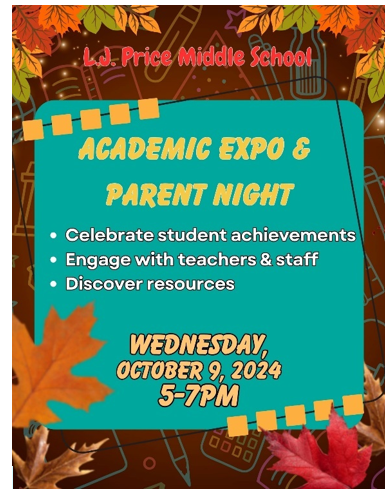 L.J. Price Middle School
ACADEMIC EXPO &
PARENT NIGHT
• Celebrate student achievements
• Engage with teachers & staff
• Discover resources
WEDNESDAY,
OCTOBER 9, 2024
5-7PM